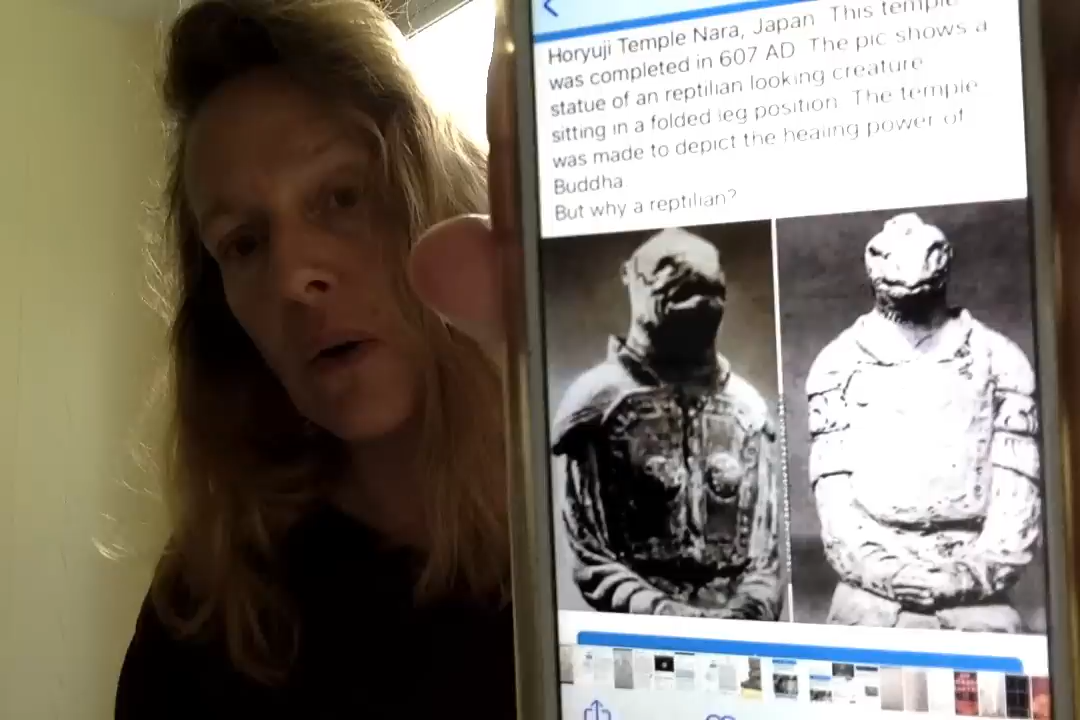 Horyuji Temple Nara, Japan. This temple
was completed in 607 AD. The pic shows a
statue of an reptilian looking creature
sitting in a folded leg position. The temple
was made to depict the healing power of
Buddha.
But why a reptilian?